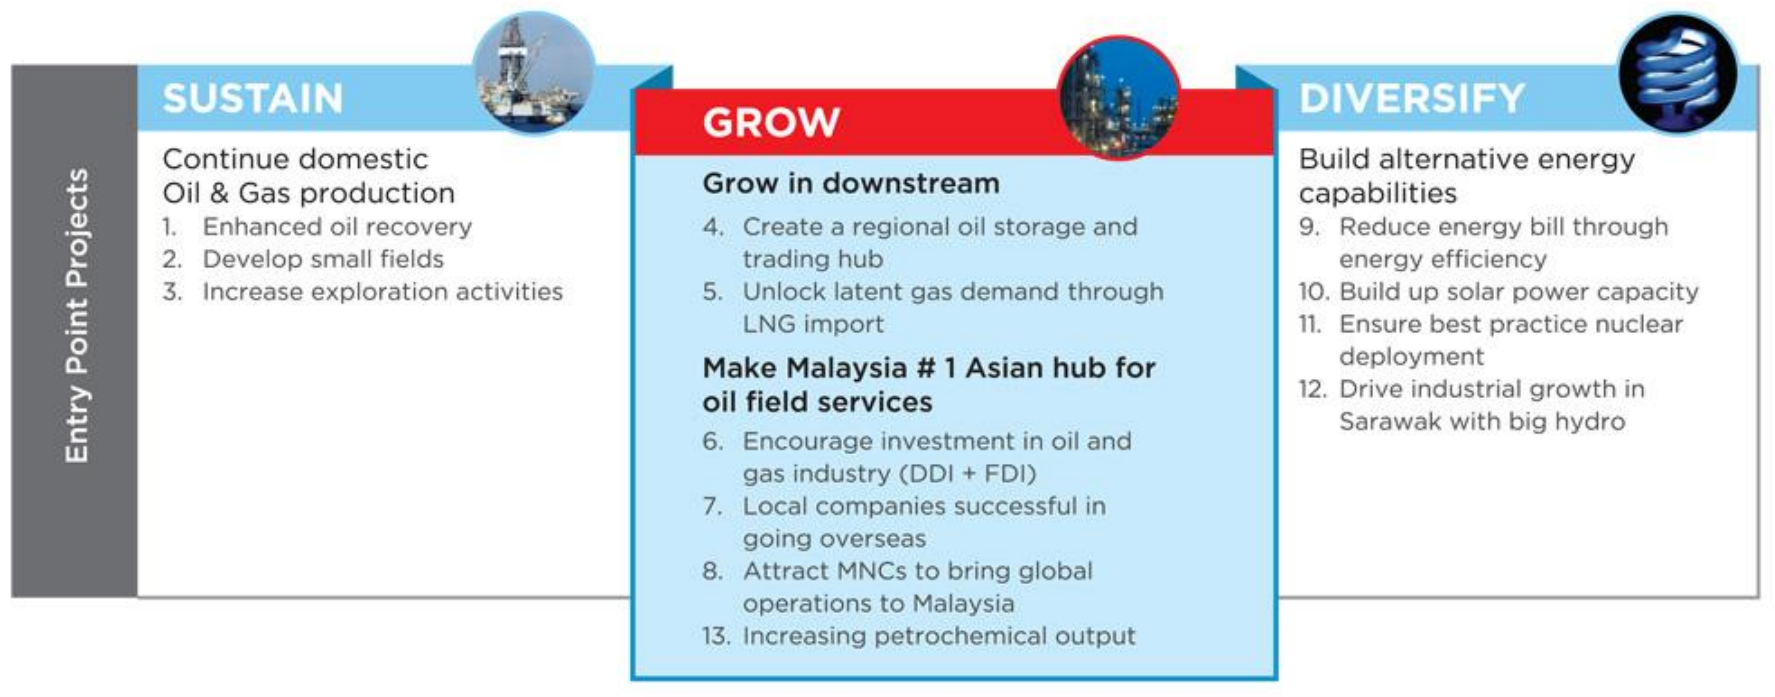 Entry Point Projects
SUSTAIN
Continue domestic
Oil & Gas production
1. Enhanced oil recovery
2. Develop small fields
3. Increase exploration activities
GROW
Grow in downstream
4. Create a regional oil storage and
trading hub
5. Unlock latent gas demand through
LNG import
Make Malaysia # 1 Asian hub for
oil field services
6. Encourage investment in oil and
gas industry (DDI + FDI)
7. Local companies successful in
going overseas
8. Attract MNCs to bring global
operations to Malaysia
13. Increasing petrochemical output
DIVERSIFY
Build alternative energy
capabilities
9. Reduce energy bill through
energy efficiency
10. Build up solar power capacity
11. Ensure best practice nuclear
deployment
12. Drive industrial growth in
Sarawak with big hydro